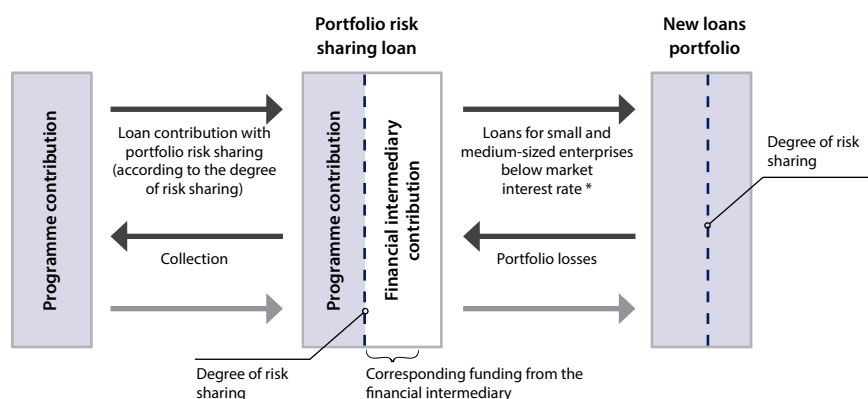 Portfolio risk
sharing loan
New loans
portfolio
Programme contribution
Loan contribution with
portfolio risk sharing
(according to the degree
of risk sharing)
Collection
Programme contribution
Financial intermediary
contribution
Loans for small and
medium-sized enterprises
below market
interest rate *
Portfolio losses
Degree of risk
sharing
Degree of risk
sharing
Corresponding funding from the
financial intermediary